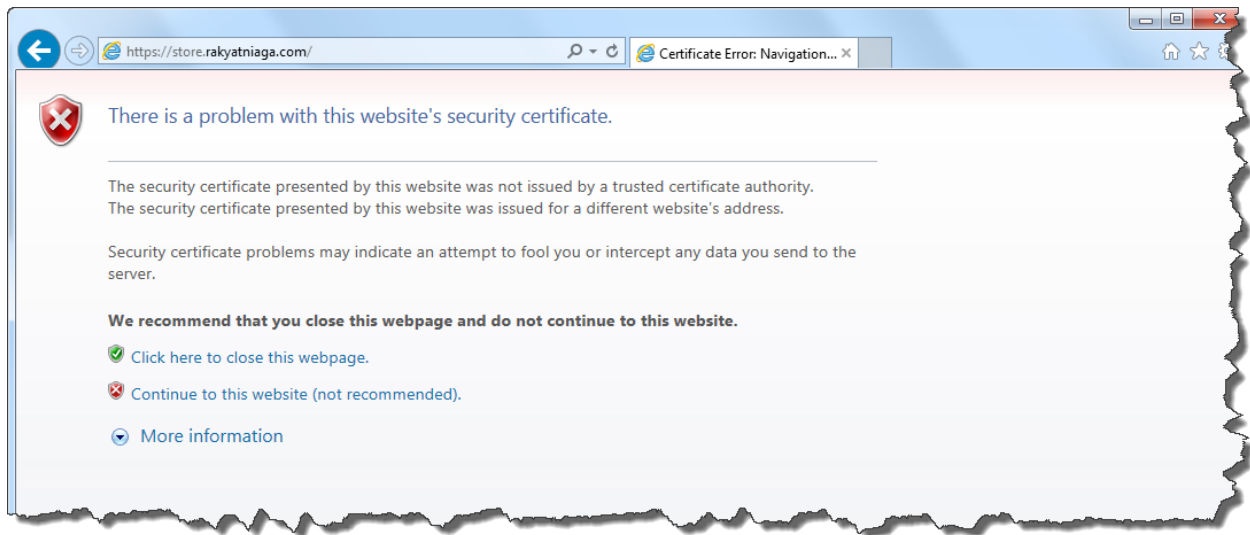 https://store.rakyatniaga.com/
Certificate Error: Navigation...
There is a problem with this website's security certificate.
The security certificate presented by this website was not issued by a trusted certificate authority.
The security certificate presented by this website was issued for a different website's address.
Security certificate problems may indicate an attempt to fool you or intercept any data you send to the
server.
We recommend that you close this webpage and do not continue to this website.
Click here to close this webpage.
Continue to this website (not recommended).
More information